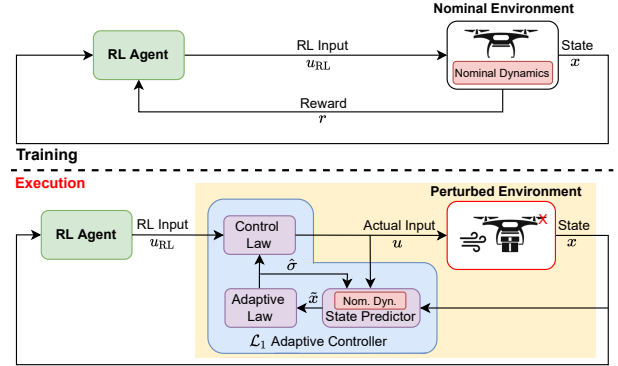 Nominal Environment
RL Agent
RL Input
u_RL
State
x
Nominal Dynamics
Reward
r
Training
Execution
Perturbed Environment
RL Agent
RL Input
u_RL
Control
Law
Actual Input
u
State
x
σ̂
Adaptive
Law
x̃
Nom. Dyn.
State Predictor
ℒ₁ Adaptive Controller